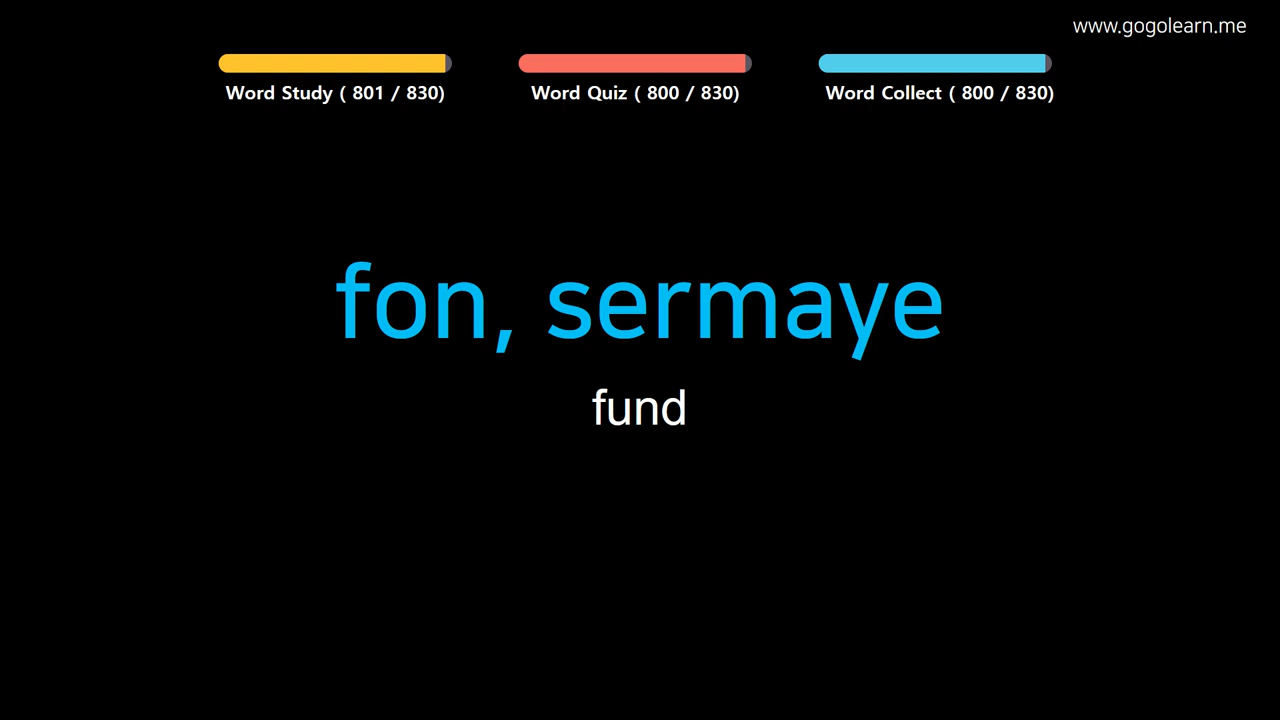 www.gogolearn.me
Word Study ( 801 / 830)
Word Quiz ( 800 / 830)
Word Collect ( 800 / 830)
fon, sermaye
fund